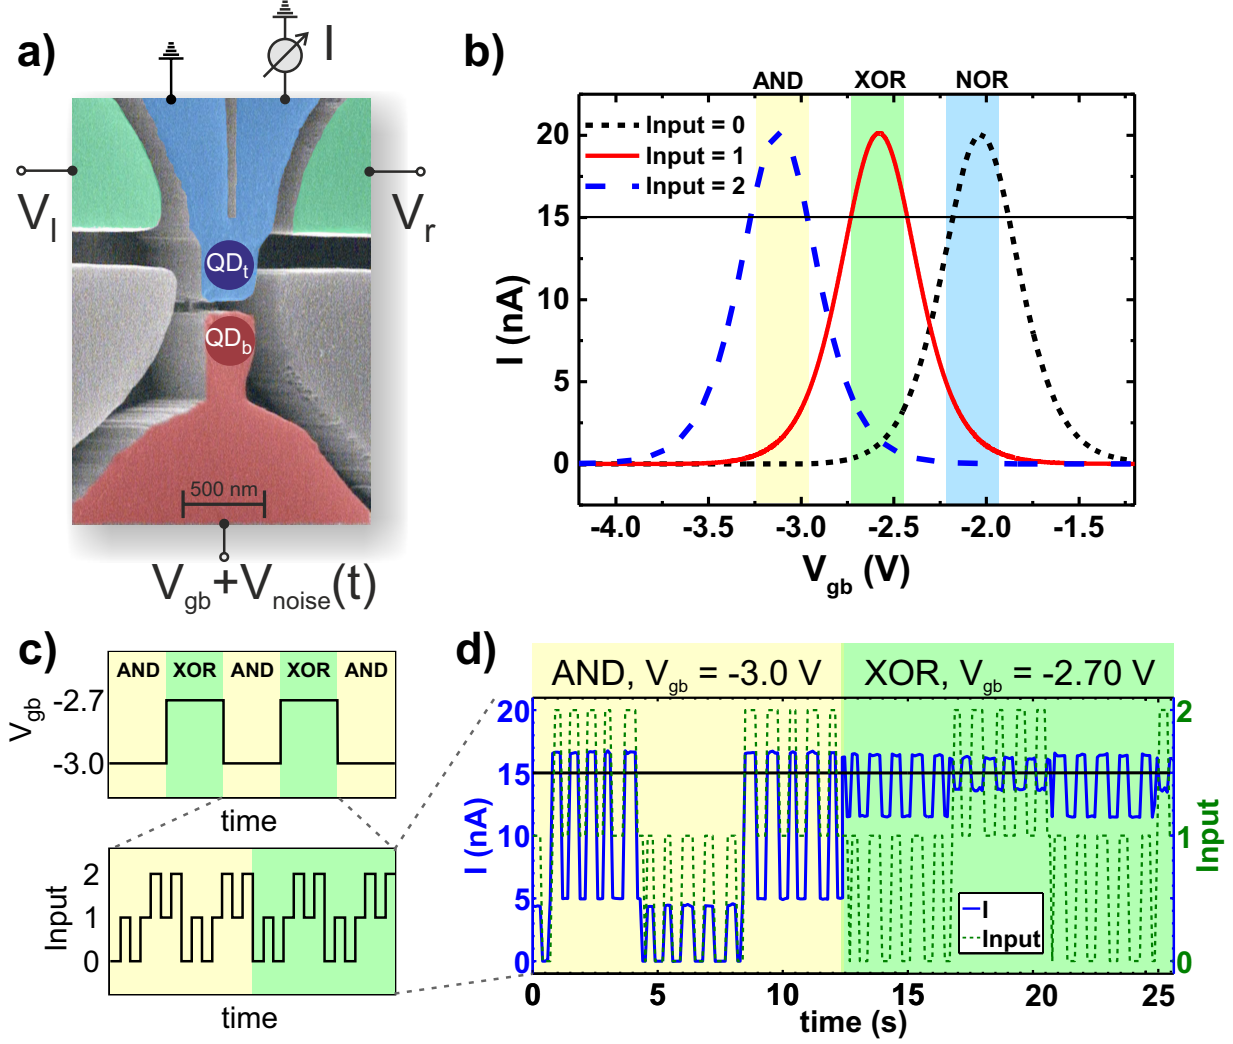 a)
I
V_l
V_r
QD_t
QD_b
500 nm
V_gb+V_noise(t)
b)
AND XOR NOR
Input = 0
Input = 1
Input = 2
20
15
10
5
0
I (nA)
-4.0 -3.5 -3.0 -2.5 -2.0 -1.5
V_gb (V)
c)
AND XOR AND XOR AND
V_gb
-2.7
-3.0
time
Input
2
1
0
time
d)
AND, V_gb = -3.0 V XOR, V_gb = -2.70 V
I (nA)
20
15
10
5
0
I
Input
2
1
0
Input
0 5 10 15 20 25
time (s)